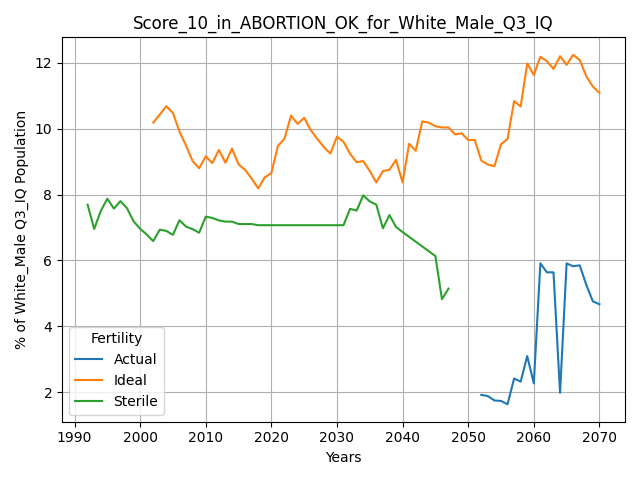 Score_10_in_ABORTION_OK_for_White_Male_Q3_IQ
% of White_Male Q3_IQ Population
12
10
8
6
4
2
Fertility
Actual
Ideal
Sterile
1990 2000 2010 2020 2030 2040 2050 2060 2070
Years